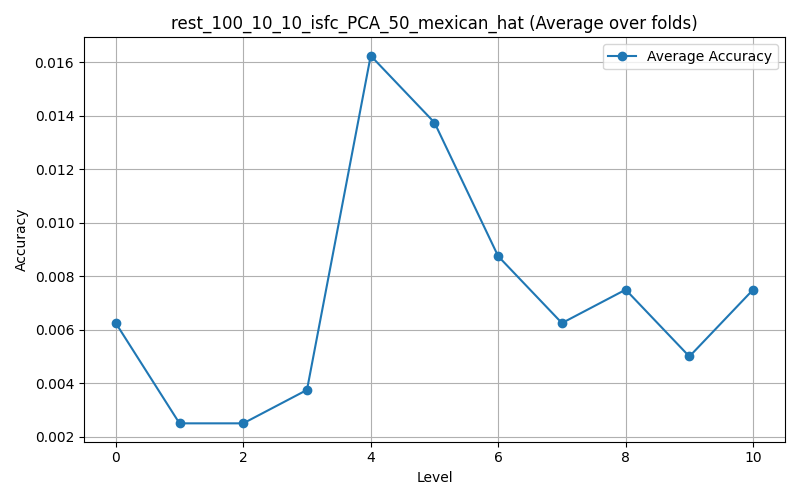 rest_100_10_10_isfc_PCA_50_mexican_hat (Average over folds)
Average Accuracy
0.016
0.014
0.012
0.010
0.008
0.006
0.004
0.002
Accuracy
0 2 4 6 8 10
Level